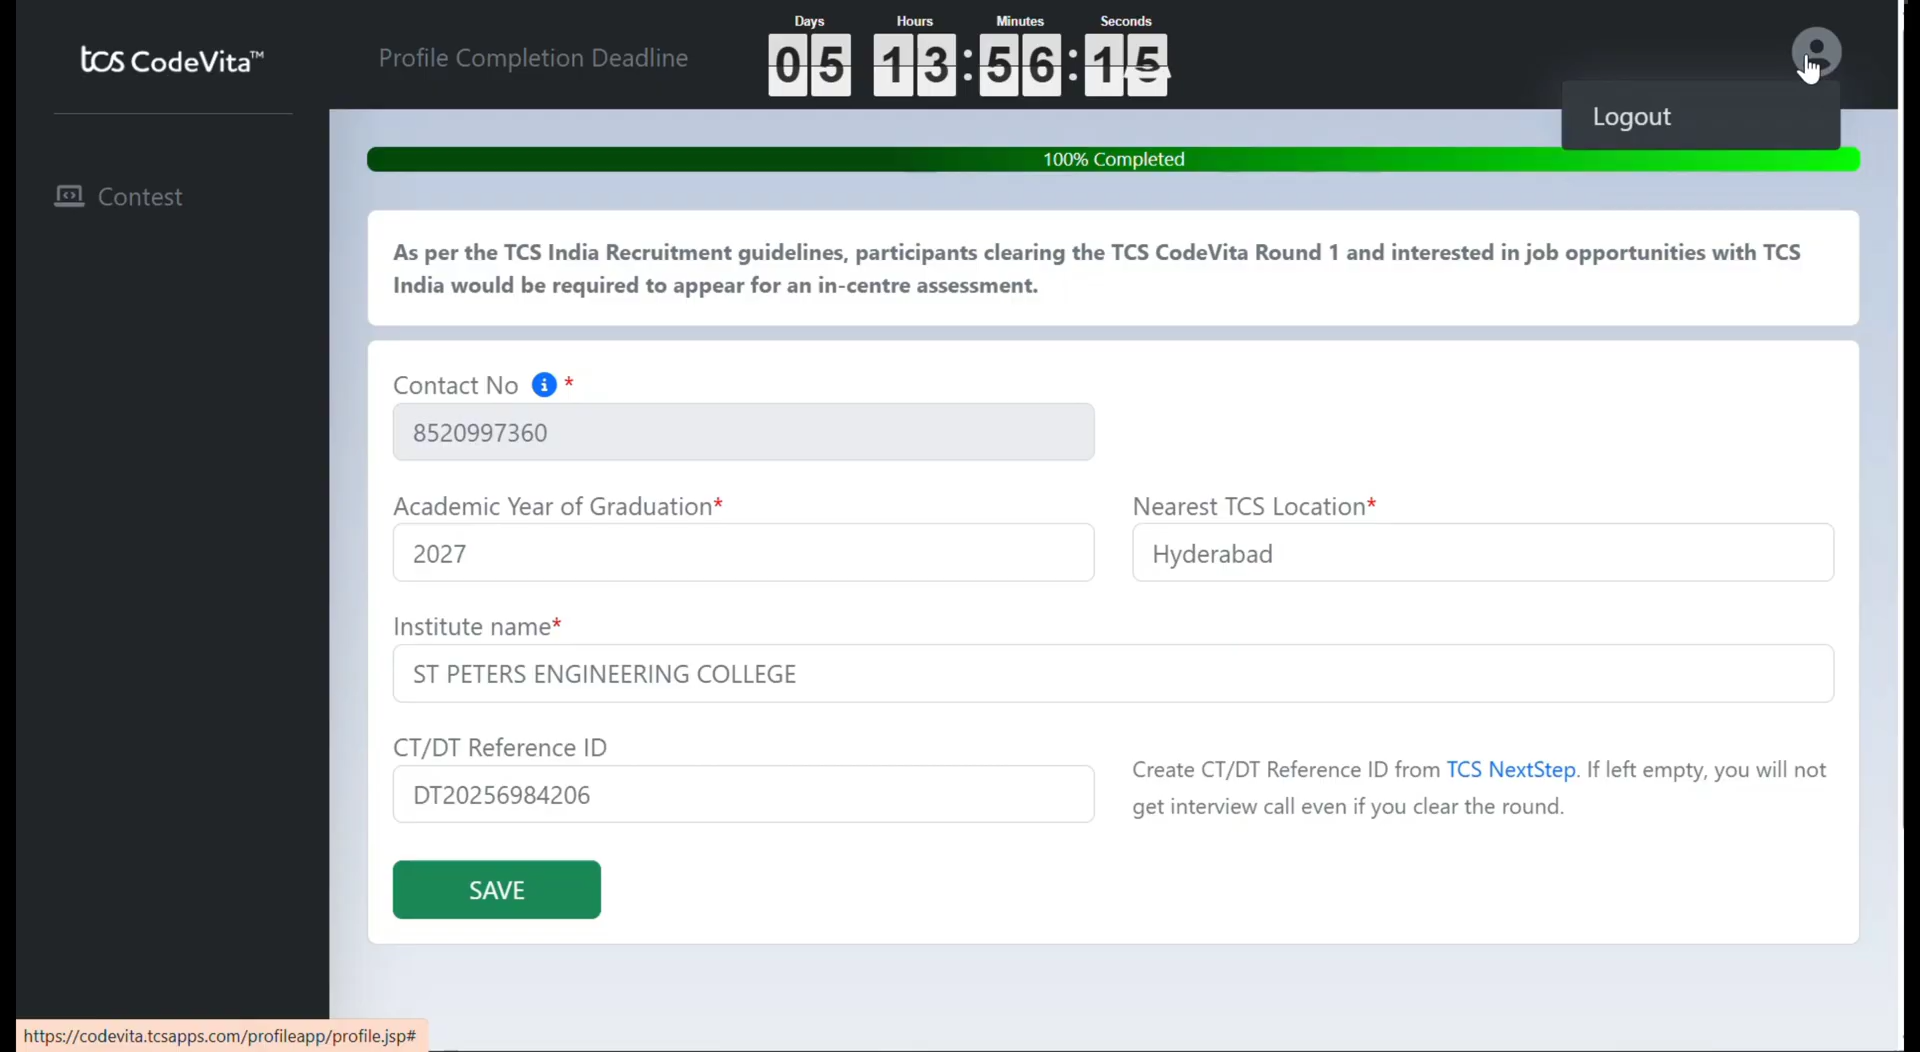 Days Hours Minutes Seconds
tcs CodeVita™ Profile Completion Deadline 05 13:56:15
Logout
100% Completed
Contest
As per the TCS India Recruitment guidelines, participants clearing the TCS CodeVita Round 1 and interested in job opportunities with TCS
India would be required to appear for an in-centre assessment.
Contact No i *
8520997360
Academic Year of Graduation* Nearest TCS Location*
2027 Hyderabad
Institute name*
ST PETERS ENGINEERING COLLEGE
CT/DT Reference ID
Create CT/DT Reference ID from TCS NextStep. If left empty, you will not
DT20256984206
get interview call even if you clear the round.
SAVE
https://codevita.tcsapps.com/profileapp/profile.jsp#